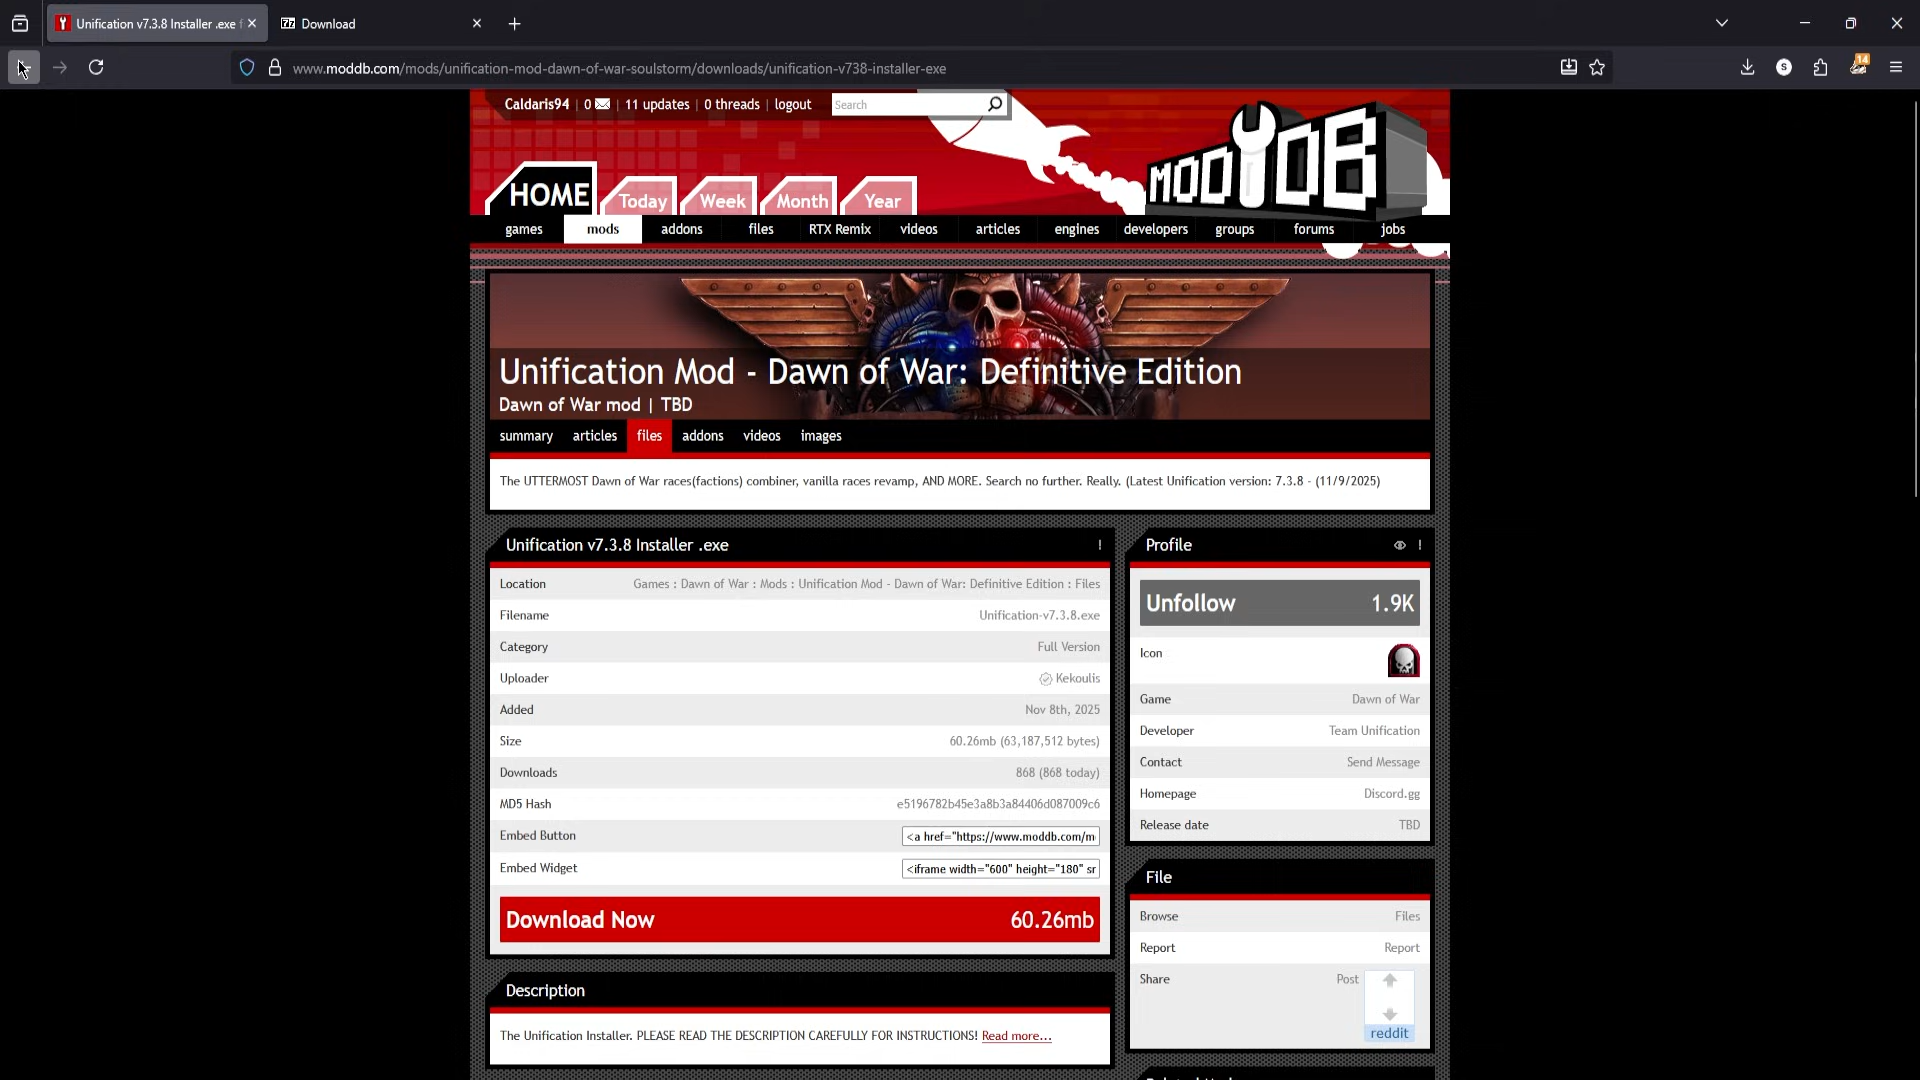 Unification v7.3.8 Installer .exe f
Download
www.moddb.com/mods/unification-mod-dawn-of-war-soulstorm/downloads/unification-v738-installer-exe
S
14
Caldaris94 | 0 | 11 updates | 0 threads | logout
Search
MODDB
HOME
Today
Week
Month
Year
games
mods
addons
files
RTX Remix
videos
articles
engines
developers
groups
forums
jobs
Unification Mod - Dawn of War: Definitive Edition
Dawn of War mod | TBD
summary
articles
files
addons
videos
images
The UTTERMOST Dawn of War races(factions) combiner, vanilla races revamp, AND MORE. Search no further. Really. (Latest Unification version: 7.3.8 - (11/9/2025)
Unification v7.3.8 Installer .exe !
Location Games : Dawn of War : Mods : Unification Mod - Dawn of War: Definitive Edition : Files
Filename Unification-v7.3.8.exe
Category Full Version
Uploader Kekoulis
Added Nov 8th, 2025
Size 60.26mb (63,187,512 bytes)
Downloads 868 (868 today)
MD5 Hash e5196782b45e3a8b3a84406d087009c6
Embed Button <a href="https://www.moddb.com/m
Embed Widget <iframe width="600" height="180" sr
Download Now 60.26mb
Description
The Unification Installer. PLEASE READ THE DESCRIPTION CAREFULLY FOR INSTRUCTIONS! Read more...
Profile !
Unfollow 1.9K
Icon
Game Dawn of War
Developer Team Unification
Contact Send Message
Homepage Discord.gg
Release date TBD
File
Browse Files
Report Report
Share Post
reddit